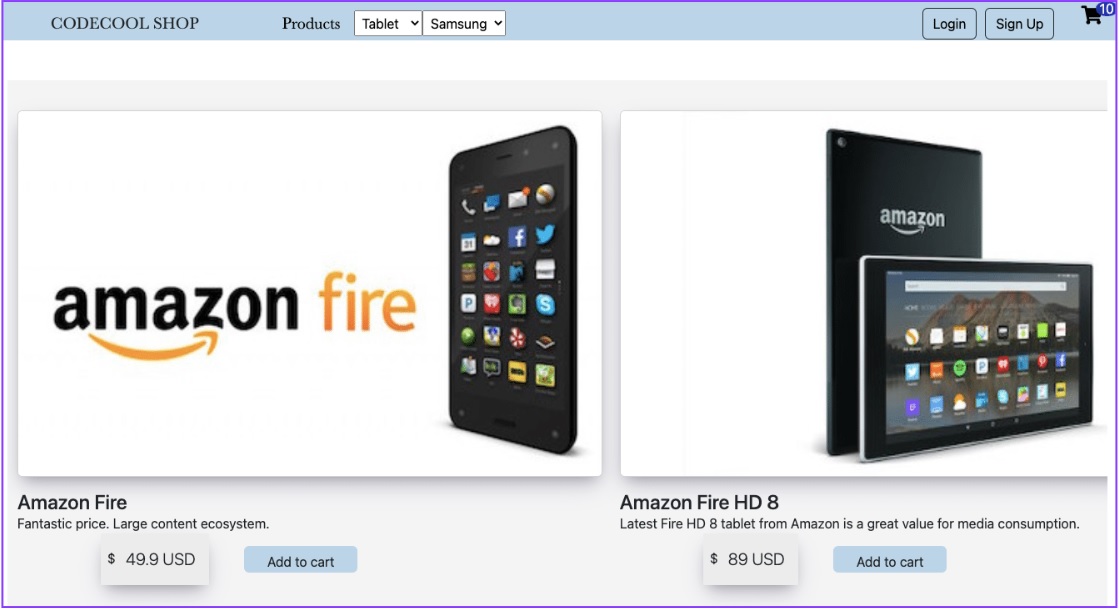 CODECOOL SHOP Products Tablet Samsung Login Sign Up 10
amazon fire
amazon
Amazon Fire
Fantastic price. Large content ecosystem.
$ 49.9 USD Add to cart
Amazon Fire HD 8
Latest Fire HD 8 tablet from Amazon is a great value for media consumption.
$ 89 USD Add to cart